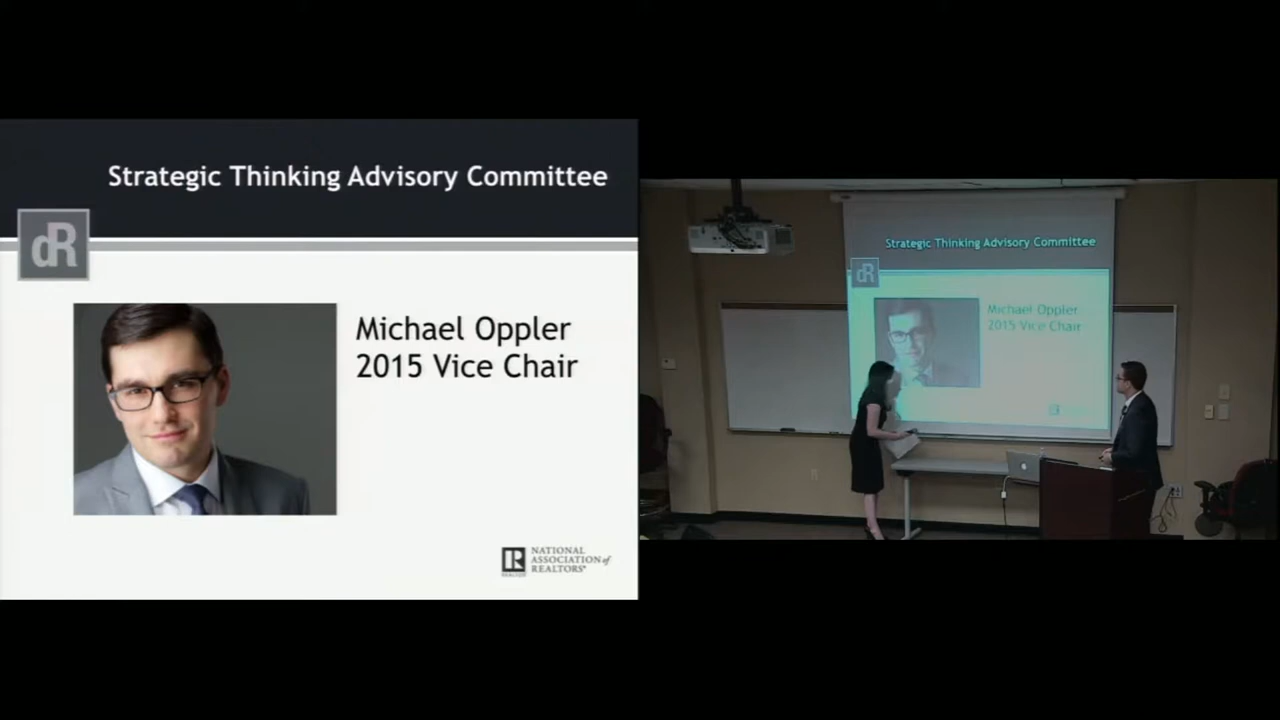 Strategic Thinking Advisory Committee
dR
Michael Oppler
2015 Vice Chair
NATIONAL
ASSOCIATION of
REALTORS®
REALTOR
Strategic Thinking Advisory Committee
dR
Michael Oppler
2015 Vice Chair